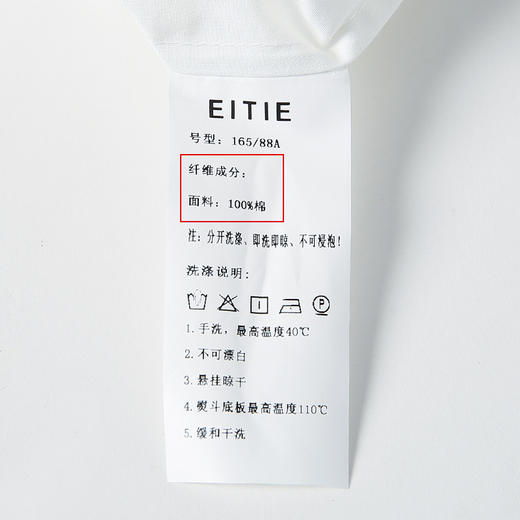 EITIE
号型：165/88A
纤维成分：
面料：100%棉
注：分开洗涤、即洗即晾、不可浸泡！
洗涤说明：
P
1.手洗，最高温度40℃
2.不可漂白
3.悬挂晾干
4.熨斗底板最高温度110℃
5.缓和干洗